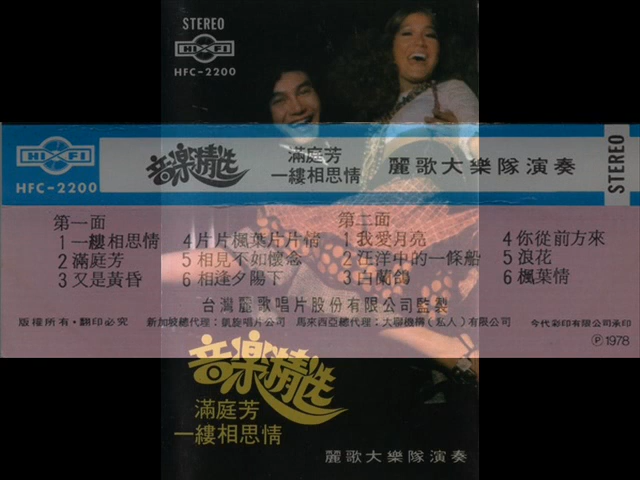 STEREO
HI-FI
HFC-2200
HI-FI
HFC-2200
音樂精选
滿庭芳
一縷相思情
麗歌大樂隊演奏
STEREO
第一面
1 一縷相思情
2 滿庭芳
3 又是黃昏
4 片片楓葉片片情
5 相見不如懷念
6 相逢夕陽下
第二面
1 我愛月亮
2 汪洋中的一條船
3 白蘭鴿
4 你從前方來
5 浪花
6 楓葉情
台灣麗歌唱片股份有限公司監製
版權所有·翻印必究
新加坡總代理：凱旋唱片公司
馬來西亞總代理：大聯機構（私人）有限公司
今代彩印有限公司承印
Ⓟ1978
音樂精选
滿庭芳
一縷相思情
麗歌大樂隊演奏